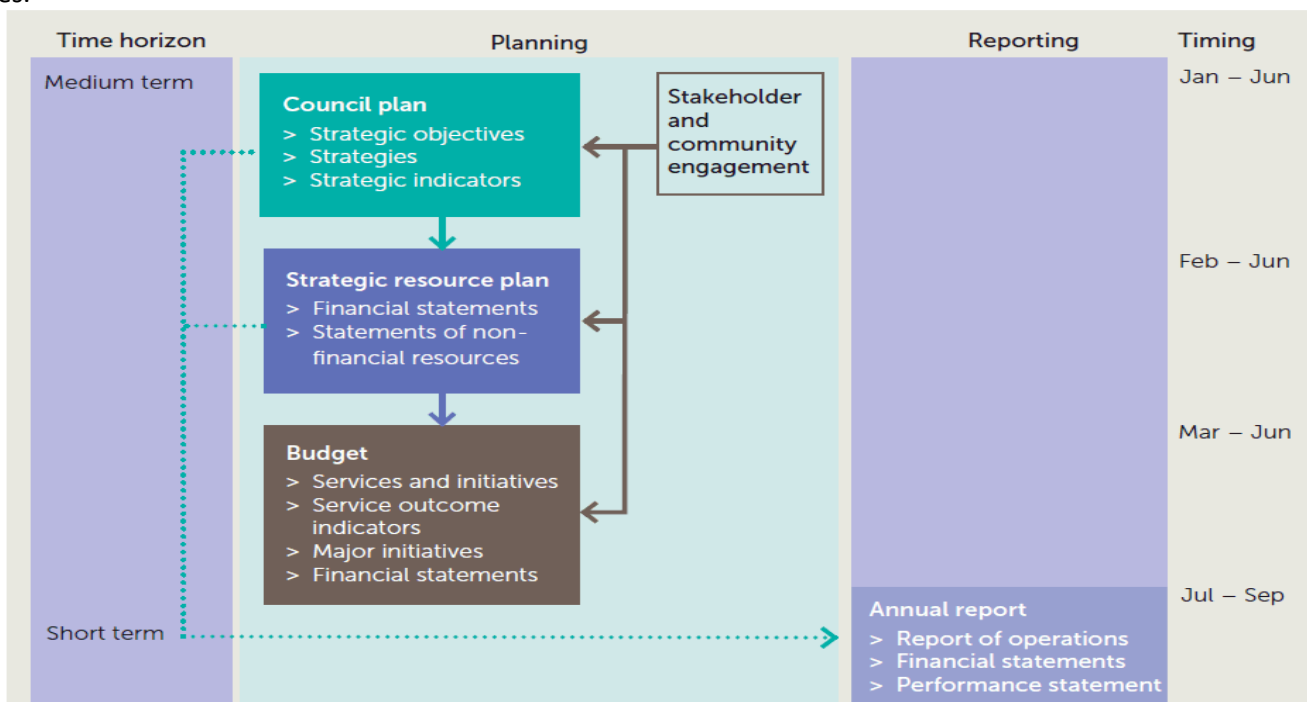 Time horizon
Planning
Reporting
Timing
Medium term
Council plan
> Strategic objectives
> Strategies
> Strategic indicators
Stakeholder
and
community
engagement
Jan – Jun
Strategic resource plan
> Financial statements
> Statements of non-
financial resources
Feb – Jun
Budget
> Services and initiatives
> Service outcome
indicators
> Major initiatives
> Financial statements
Mar – Jun
Short term
Annual report
> Report of operations
> Financial statements
> Performance statement
Jul – Sep